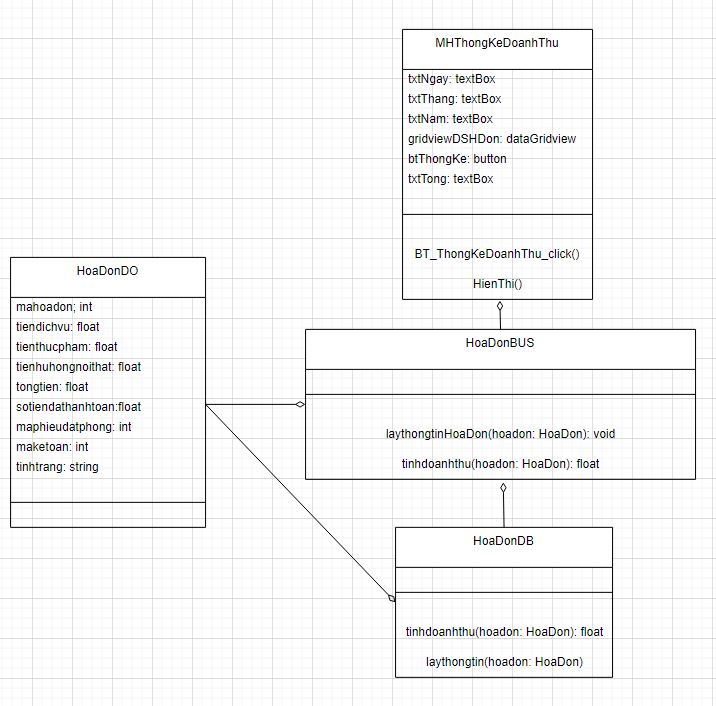 MHThongKeDoanhThu
txtNgay: textBox
txtThang: textBox
txtNam: textBox
gridviewDSHDon: dataGridview
btThongKe: button
txtTong: textBox
BT_ThongKeDoanhThu_click()
HienThi()
HoaDonDO
mahoadon; int
tiendichvu: float
tienthucpham: float
tienhuhongnoithat: float
tongtien: float
sotiendathanhtoan:float
maphieudatphong: int
maketoan: int
tinhtrang: string
HoaDonBUS
laythongtinHoaDon(hoadon: HoaDon): void
tinhdoanhthu(hoadon: HoaDon): float
HoaDonDB
tinhdoanhthu(hoadon: HoaDon): float
laythongtin(hoadon: HoaDon)